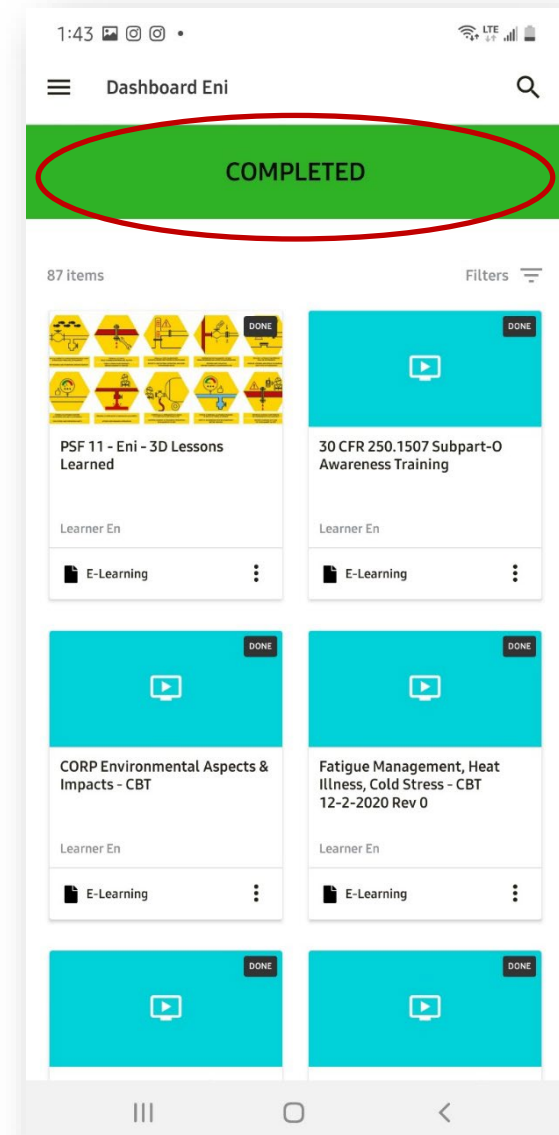 1:43
LTE
Dashboard Eni
COMPLETED
87 items
Filters
DONE
DONE
PSF 11 - Eni - 3D Lessons
Learned
30 CFR 250.1507 Subpart-O
Awareness Training
Learner En
Learner En
E-Learning
E-Learning
DONE
DONE
CORP Environmental Aspects &
Impacts - CBT
Fatigue Management, Heat
Illness, Cold Stress - CBT
12-2-2020 Rev 0
Learner En
Learner En
E-Learning
E-Learning
DONE
DONE